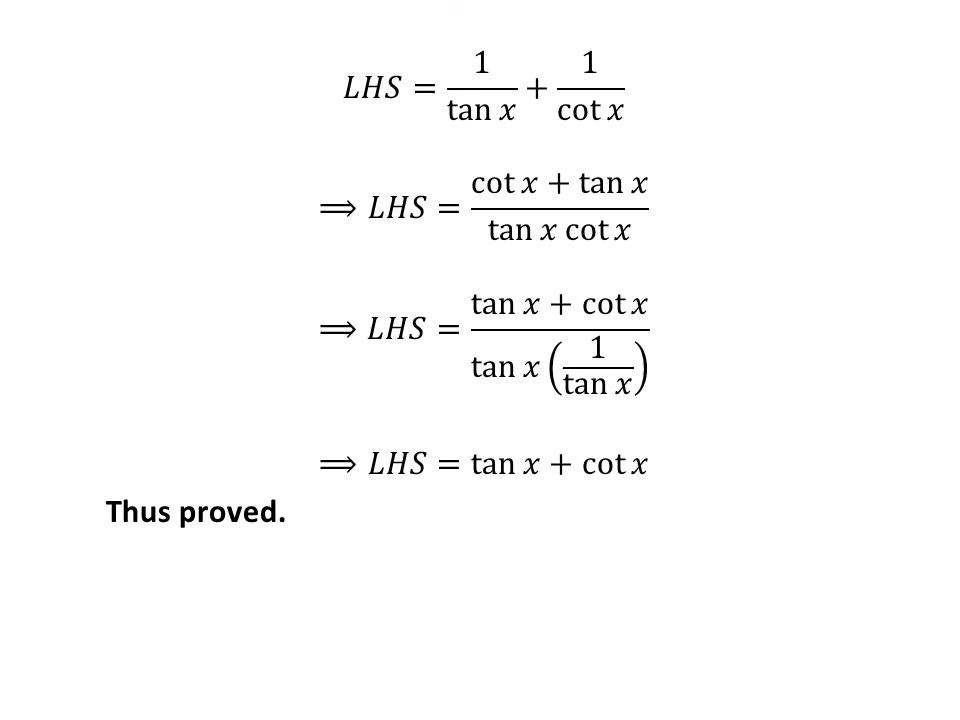 LHS = 1/tan x + 1/cot x
⟹ LHS = (cot x + tan x)/(tan x cot x)
⟹ LHS = (tan x + cot x)/(tan x (1/tan x))
⟹ LHS = tan x + cot x
Thus proved.